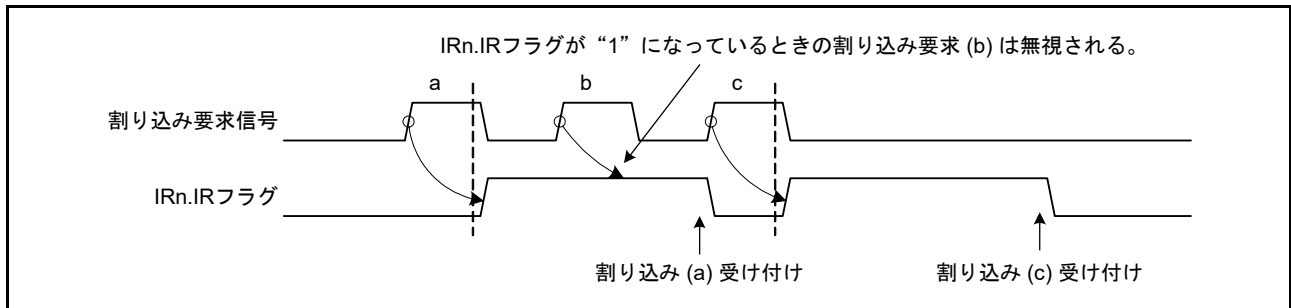 IRn.IRフラグが“1”になっているときの割り込み要求 (b) は無視される。
a b c
割り込み要求信号
IRn.IRフラグ
割り込み (a) 受け付け 割り込み (c) 受け付け